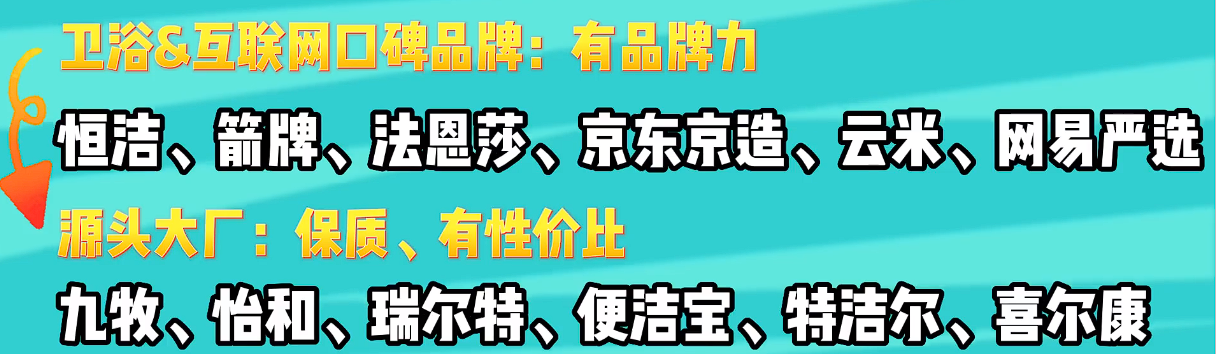 卫浴&互联网口碑品牌：有品牌力
恒洁、箭牌、法恩莎、京东京造、云米、网易严选
源头大厂：保质、有性价比
九牧、怡和、瑞尔特、便洁宝、特洁尔、喜尔康